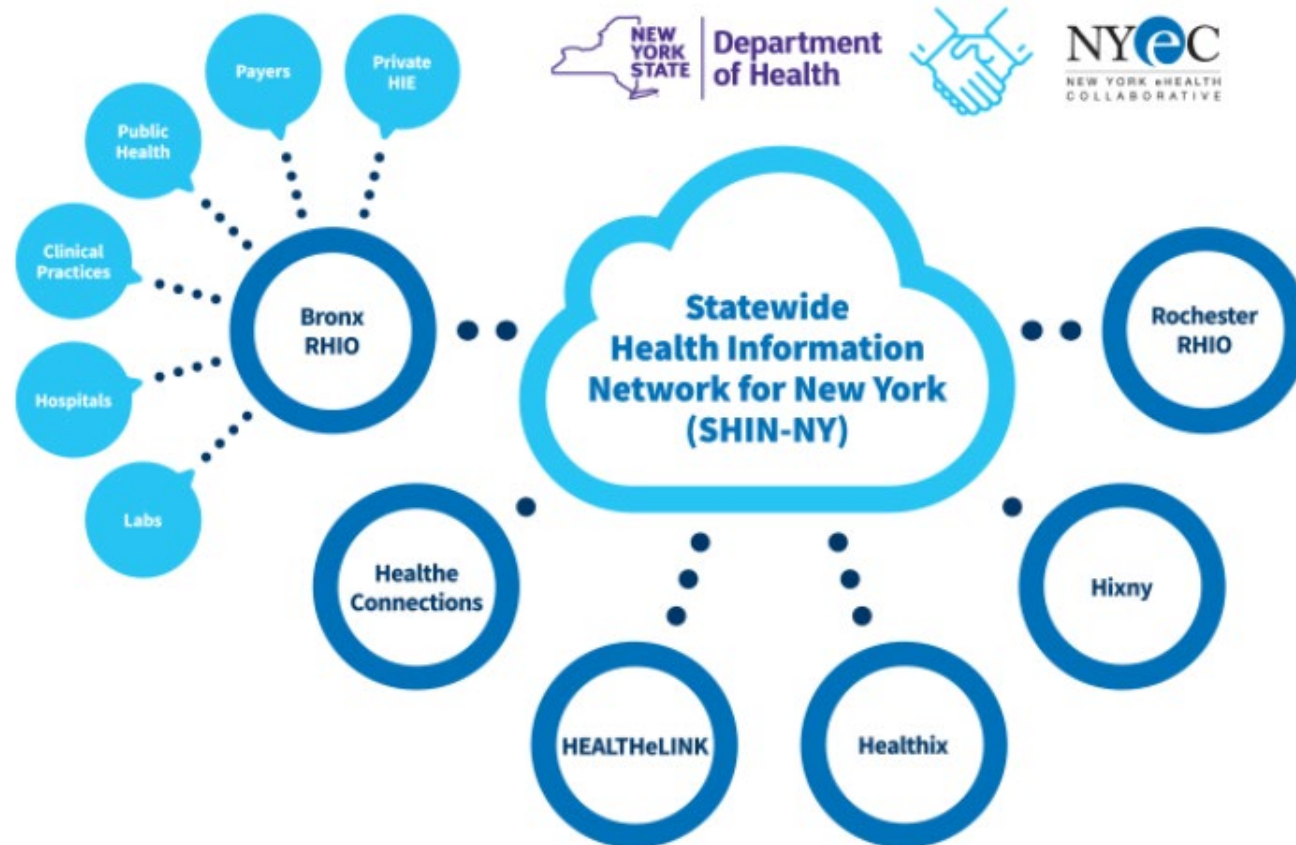 NEW
YORK
STATE
Department
of Health
NYeC
NEW YORK eHEALTH
COLLABORATIVE
Payers
Private
HIE
Public
Health
Clinical
Practices
Hospitals
Labs
Bronx
RHIO
Statewide
Health Information
Network for New York
(SHIN-NY)
Rochester
RHIO
Healthe
Connections
HEALTHeLINK
Healthix
Hixny